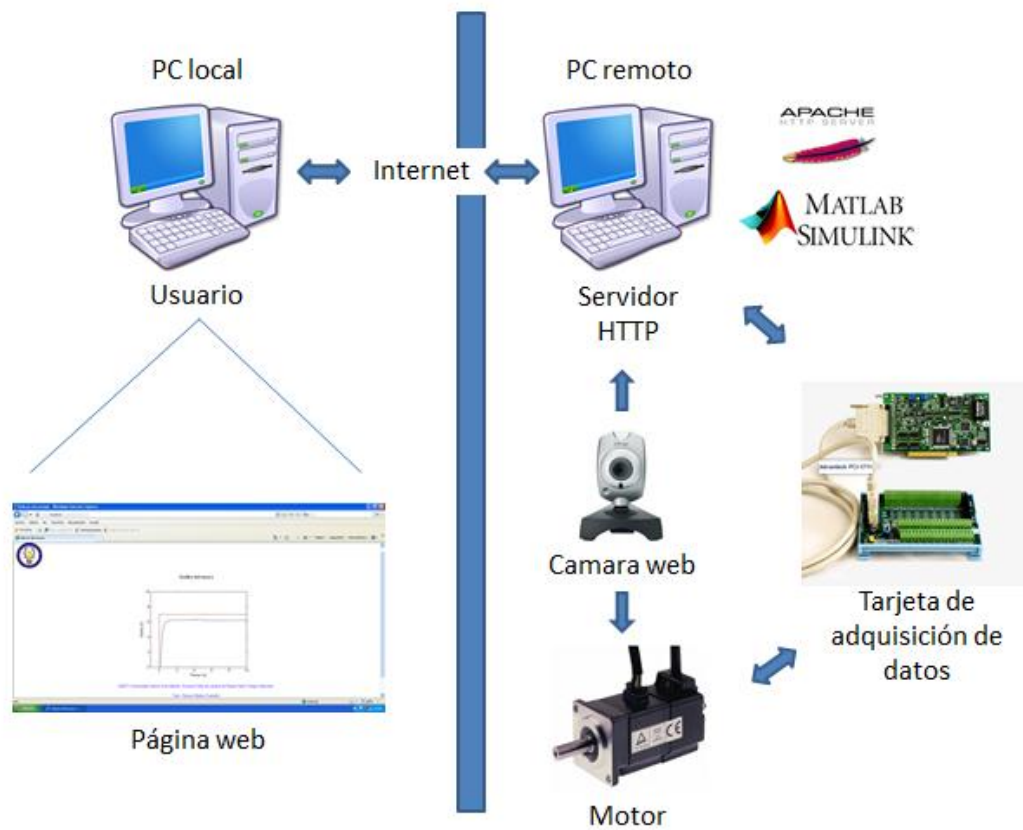 PC local
PC remoto
APACHE
HTTP SERVER
Internet
MATLAB
SIMULINK
Usuario
Servidor
HTTP
Camara web
Tarjeta de
adquisición de
datos
Página web
Motor
CE